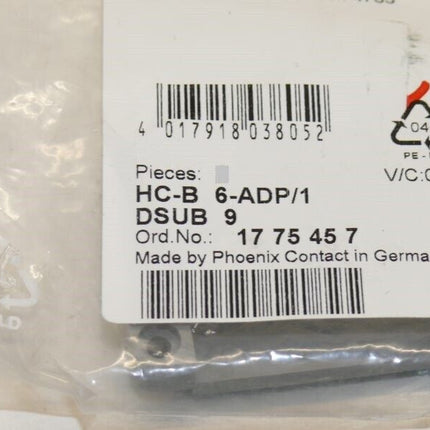 4 017918 038052
Pieces:
HC-B 6-ADP/1
DSUB 9
Ord.No.: 17 75 45 7
Made by Phoenix Contact in Germa
04
PE-
V/C:0